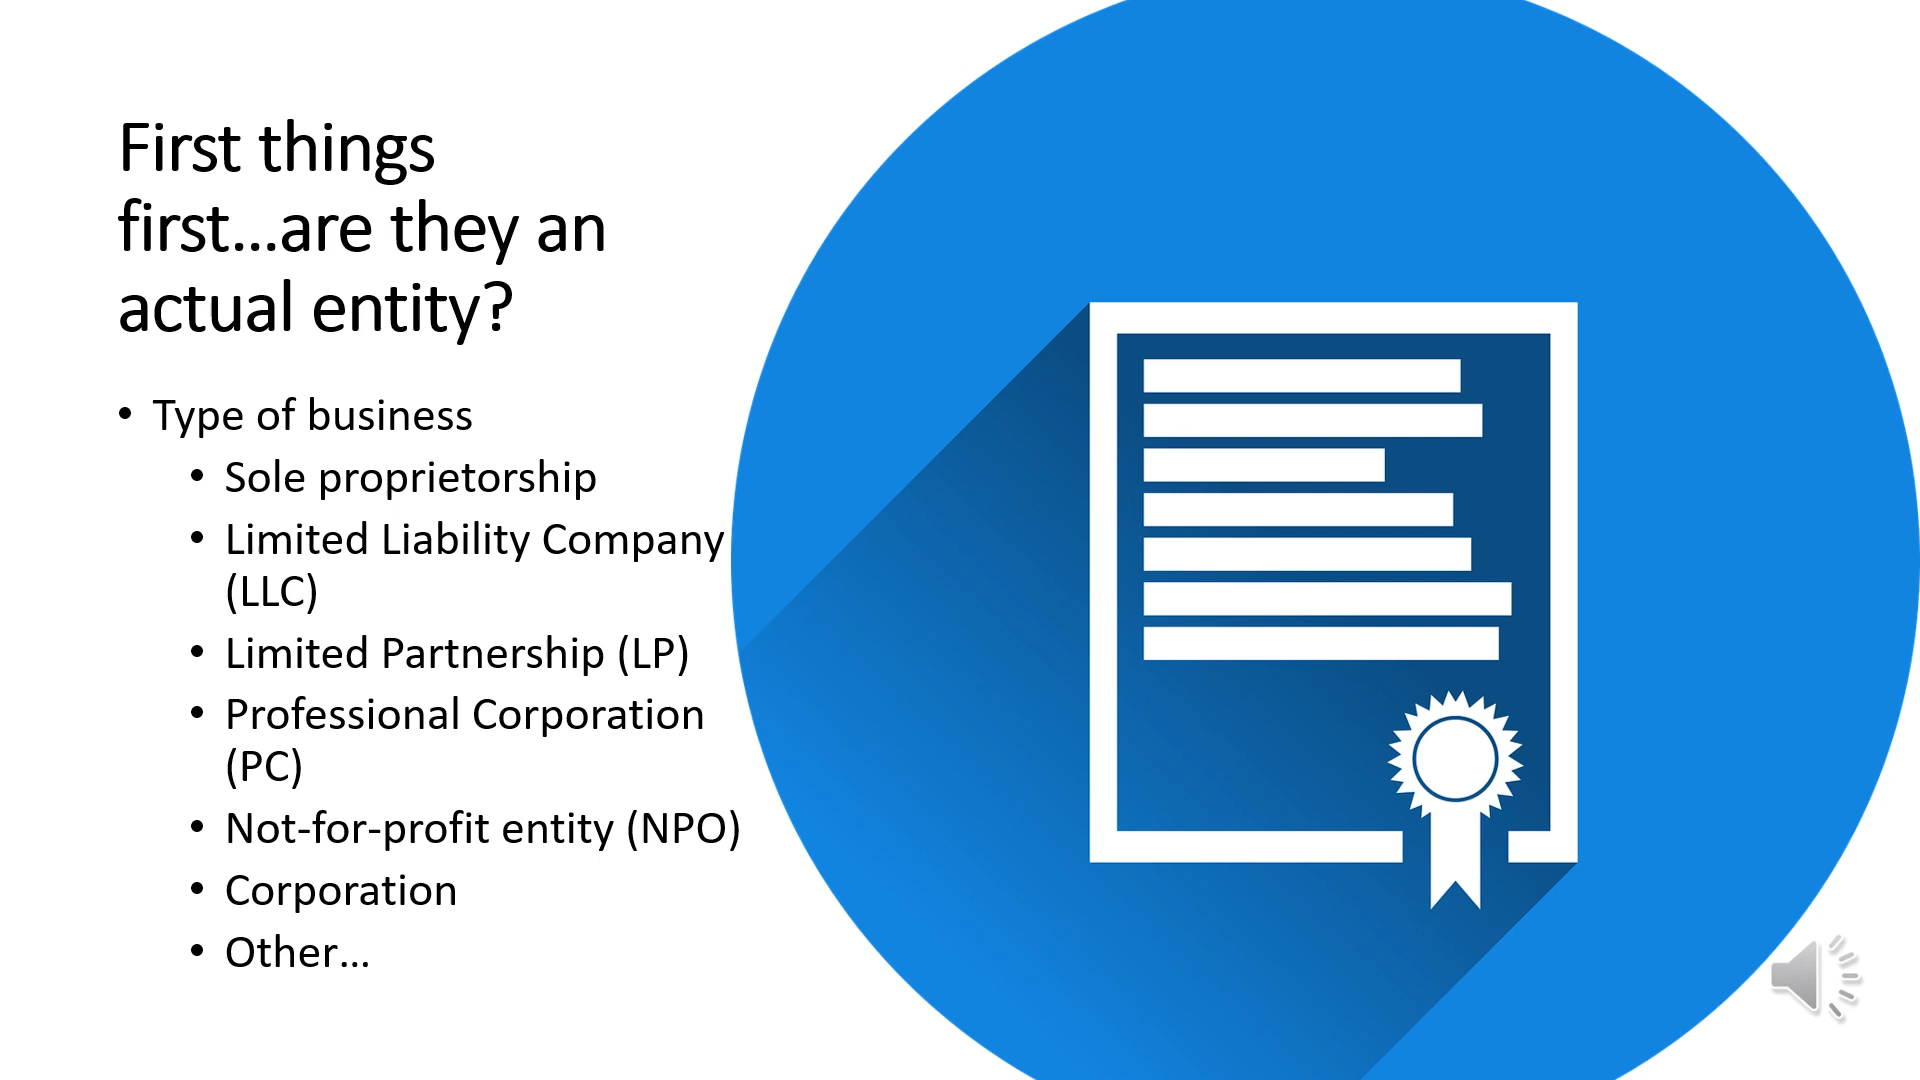 First things
first...are they an
actual entity?
• Type of business
• Sole proprietorship
• Limited Liability Company
(LLC)
• Limited Partnership (LP)
• Professional Corporation
(PC)
• Not-for-profit entity (NPO)
• Corporation
• Other...